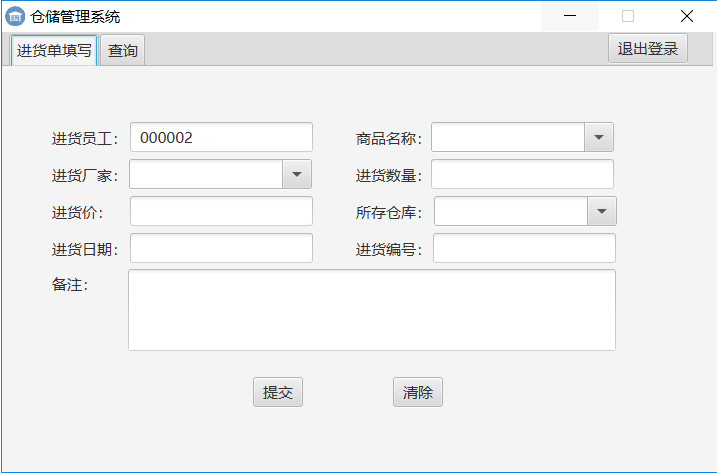 仓储管理系统
进货单填写 查询 退出登录
进货员工： 000002 商品名称：
进货厂家： 进货数量：
进货价： 所存仓库：
进货日期： 进货编号：
备注：
提交 清除